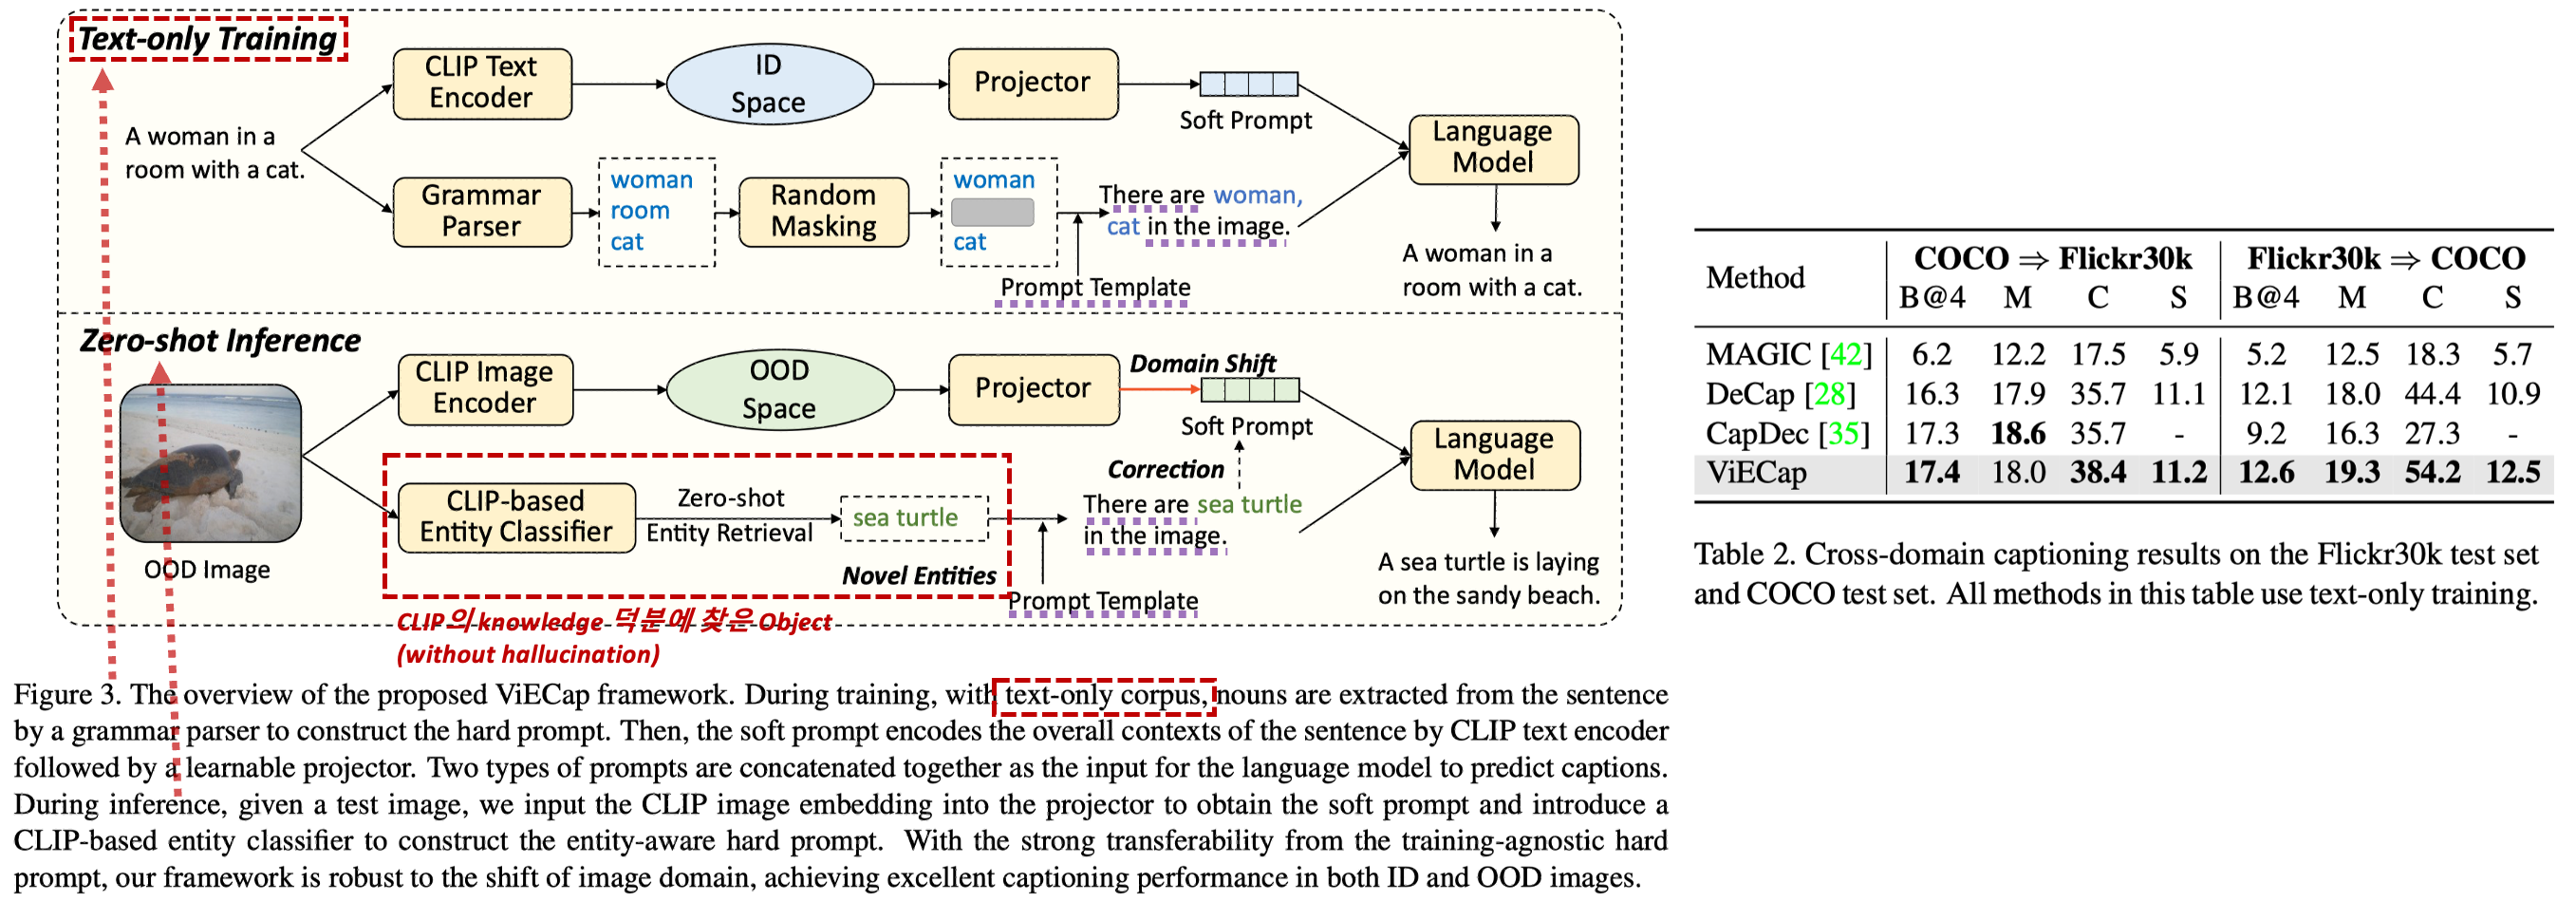 Text-only Training
A woman in a
room with a cat.
CLIP Text
Encoder
ID
Space
Projector
Soft Prompt
Grammar
Parser
woman
room
cat
Random
Masking
woman
cat
There are woman,
cat in the image.
Prompt Template
Language
Model
A woman in a
room with a cat.
Zero-shot Inference
OOD Image
CLIP Image
Encoder
OOD
Space
Projector
Domain Shift
Soft Prompt
Correction
CLIP-based
Entity Classifier
Zero-shot
Entity Retrieval
sea turtle
Novel Entities
There are sea turtle
in the image.
Prompt Template
Language
Model
A sea turtle is laying
on the sandy beach.
CLIP의 knowledge 덕분에 찾은 Object
(without hallucination)
Figure 3. The overview of the proposed ViECap framework. During training, with text-only corpus, nouns are extracted from the sentence
by a grammar parser to construct the hard prompt. Then, the soft prompt encodes the overall contexts of the sentence by CLIP text encoder
followed by a learnable projector. Two types of prompts are concatenated together as the input for the language model to predict captions.
During inference, given a test image, we input the CLIP image embedding into the projector to obtain the soft prompt and introduce a
CLIP-based entity classifier to construct the entity-aware hard prompt. With the strong transferability from the training-agnostic hard
prompt, our framework is robust to the shift of image domain, achieving excellent captioning performance in both ID and OOD images.
Method COCO ⇒ Flickr30k Flickr30k ⇒ COCO
B@4 M C S B@4 M C S
MAGIC [42] 6.2 12.2 17.5 5.9 5.2 12.5 18.3 5.7
DeCap [28] 16.3 17.9 35.7 11.1 12.1 18.0 44.4 10.9
CapDec [35] 17.3 18.6 35.7 - 9.2 16.3 27.3 -
ViECap 17.4 18.0 38.4 11.2 12.6 19.3 54.2 12.5
Table 2. Cross-domain captioning results on the Flickr30k test set
and COCO test set. All methods in this table use text-only training.